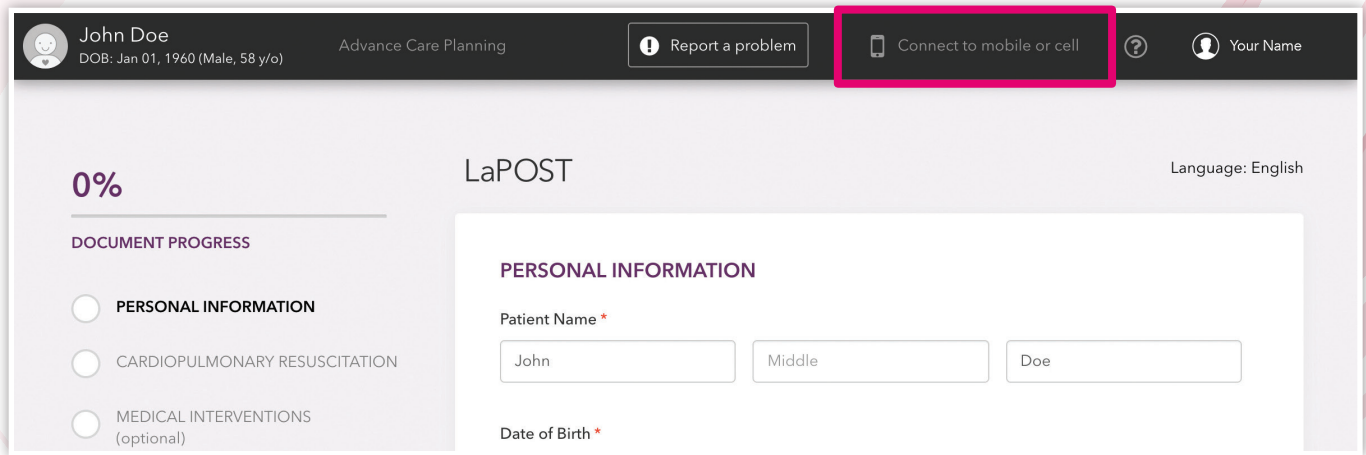 John Doe
DOB: Jan 01, 1960 (Male, 58 y/o)
Advance Care Planning
Report a problem
Connect to mobile or cell
?
Your Name
0%
DOCUMENT PROGRESS
PERSONAL INFORMATION
CARDIOPULMONARY RESUSCITATION
MEDICAL INTERVENTIONS
(optional)
LaPOST
Language: English
PERSONAL INFORMATION
Patient Name *
John Middle Doe
Date of Birth *